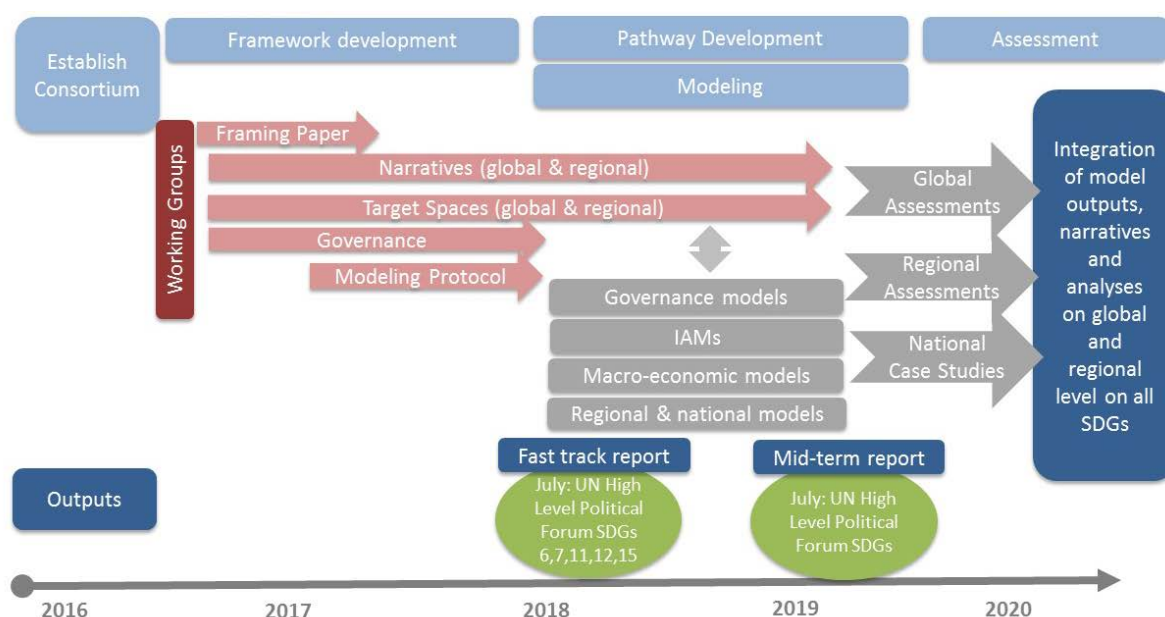 Establish
Consortium
Framework development
Pathway Development
Assessment
Modeling
Working Groups
Framing Paper
Narratives (global & regional)
Target Spaces (global & regional)
Governance
Modeling Protocol
Governance models
IAMs
Macro-economic models
Regional & national models
Global
Assessments
Regional
Assessments
National
Case Studies
Integration
of model
outputs,
narratives
and
analyses
on global
and
regional
level on all
SDGs
Outputs
Fast track report
July: UN High
Level Political
Forum SDGs
6,7,11,12,15
Mid-term report
July: UN High
Level Political
Forum SDGs
2016
2017
2018
2019
2020